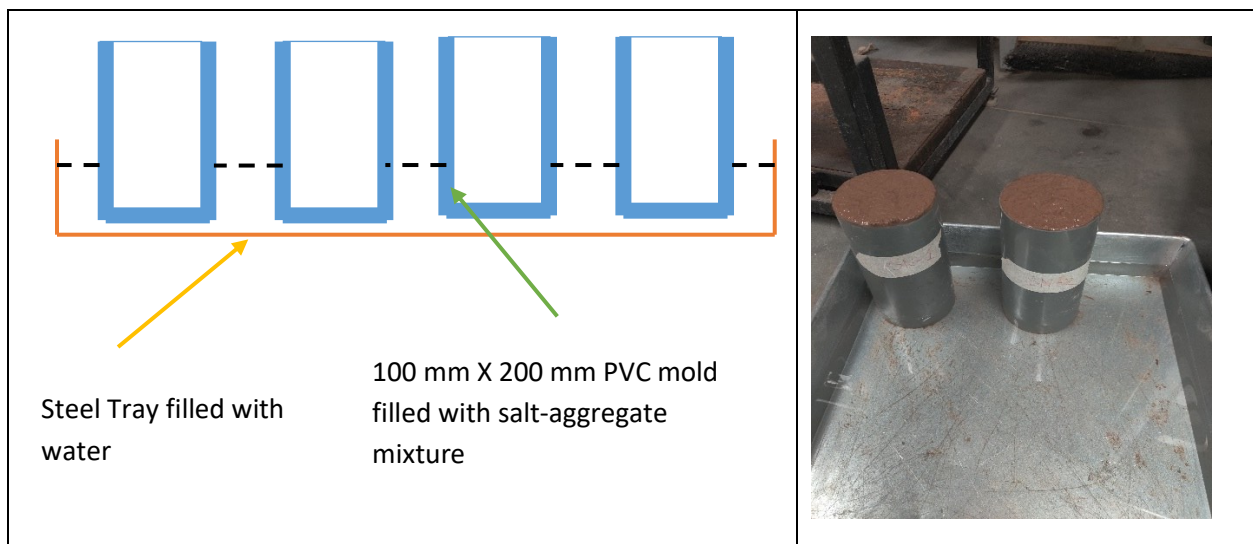 Steel Tray filled with
water
100 mm X 200 mm PVC mold
filled with salt-aggregate
mixture